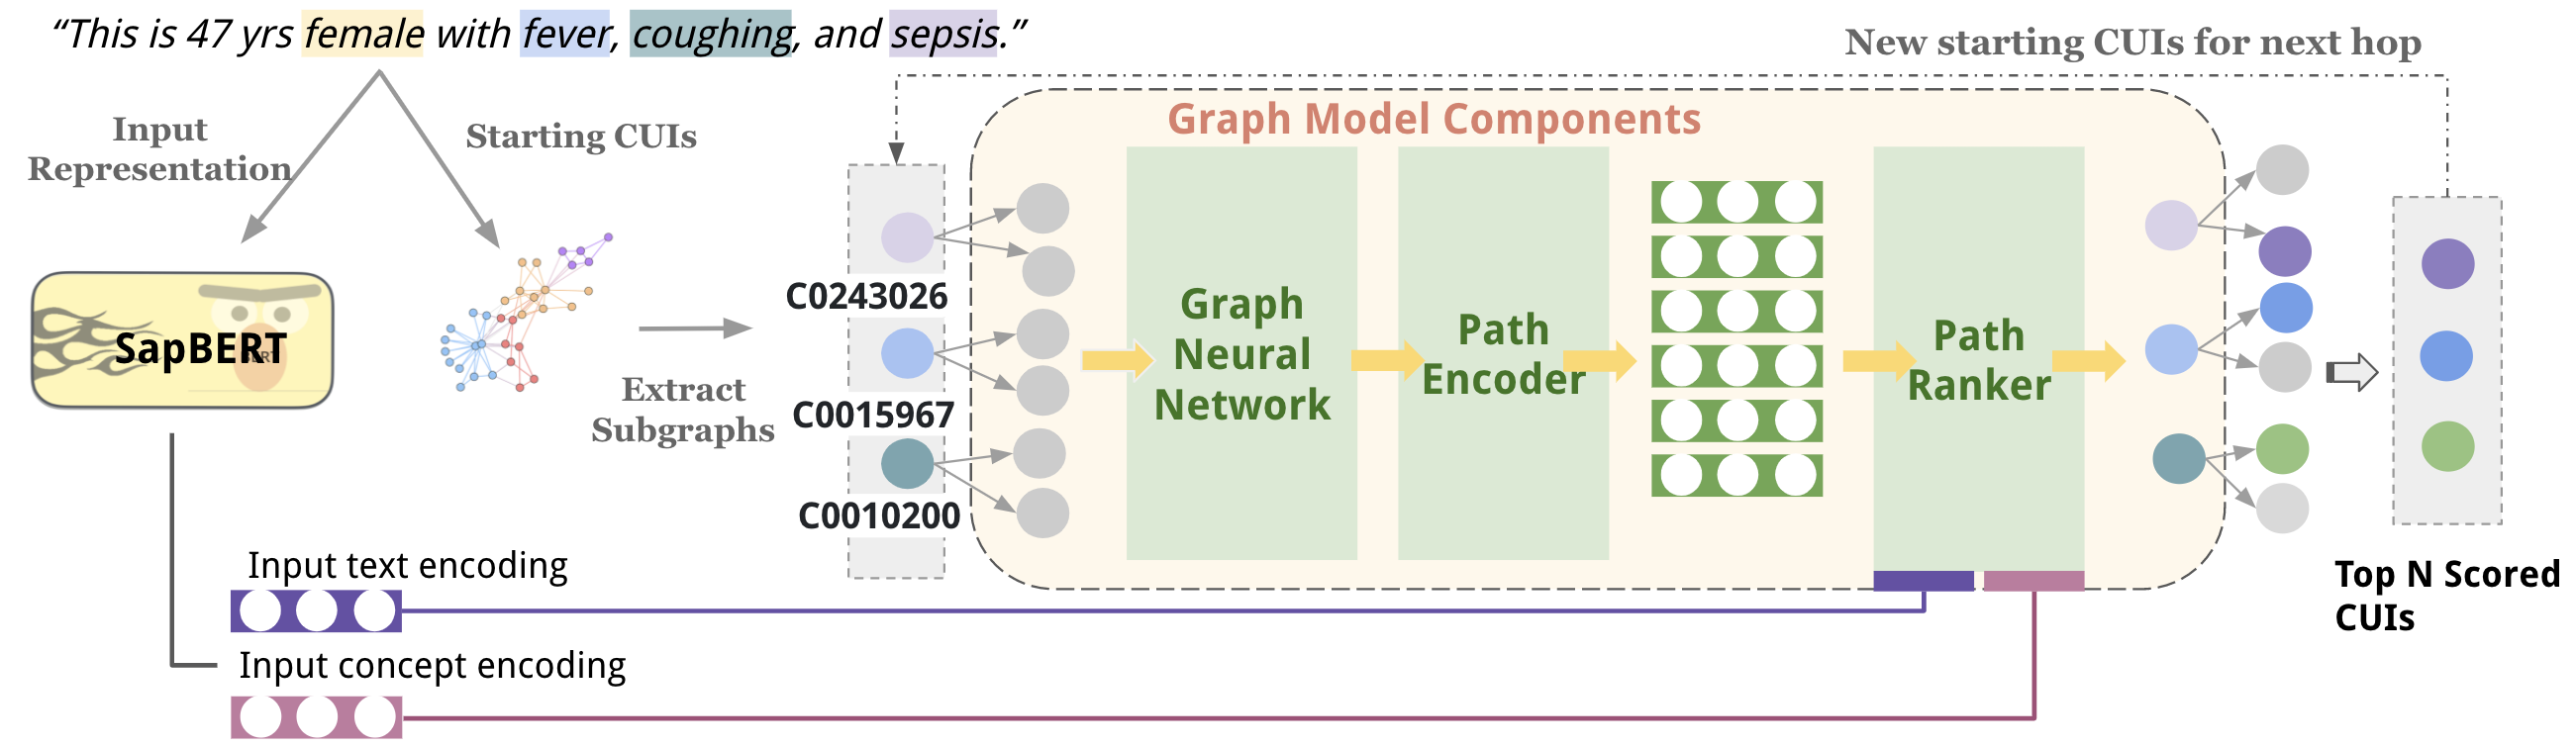 “This is 47 yrs female with fever, coughing, and sepsis.”
New starting CUIs for next hop
Input
Representation
Starting CUIs
Graph Model Components
SapBERT
Extract
Subgraphs
C0243026
C0015967
C0010200
Graph
Neural
Network
Path
Encoder
Path
Ranker
Top N Scored
CUIs
Input text encoding
Input concept encoding